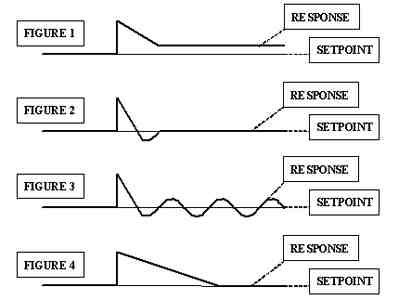 RESPONSE
FIGURE 1
SETPOINT
RESPONSE
FIGURE 2
SETPOINT
RESPONSE
FIGURE 3
SETPOINT
RESPONSE
FIGURE 4
SETPOINT